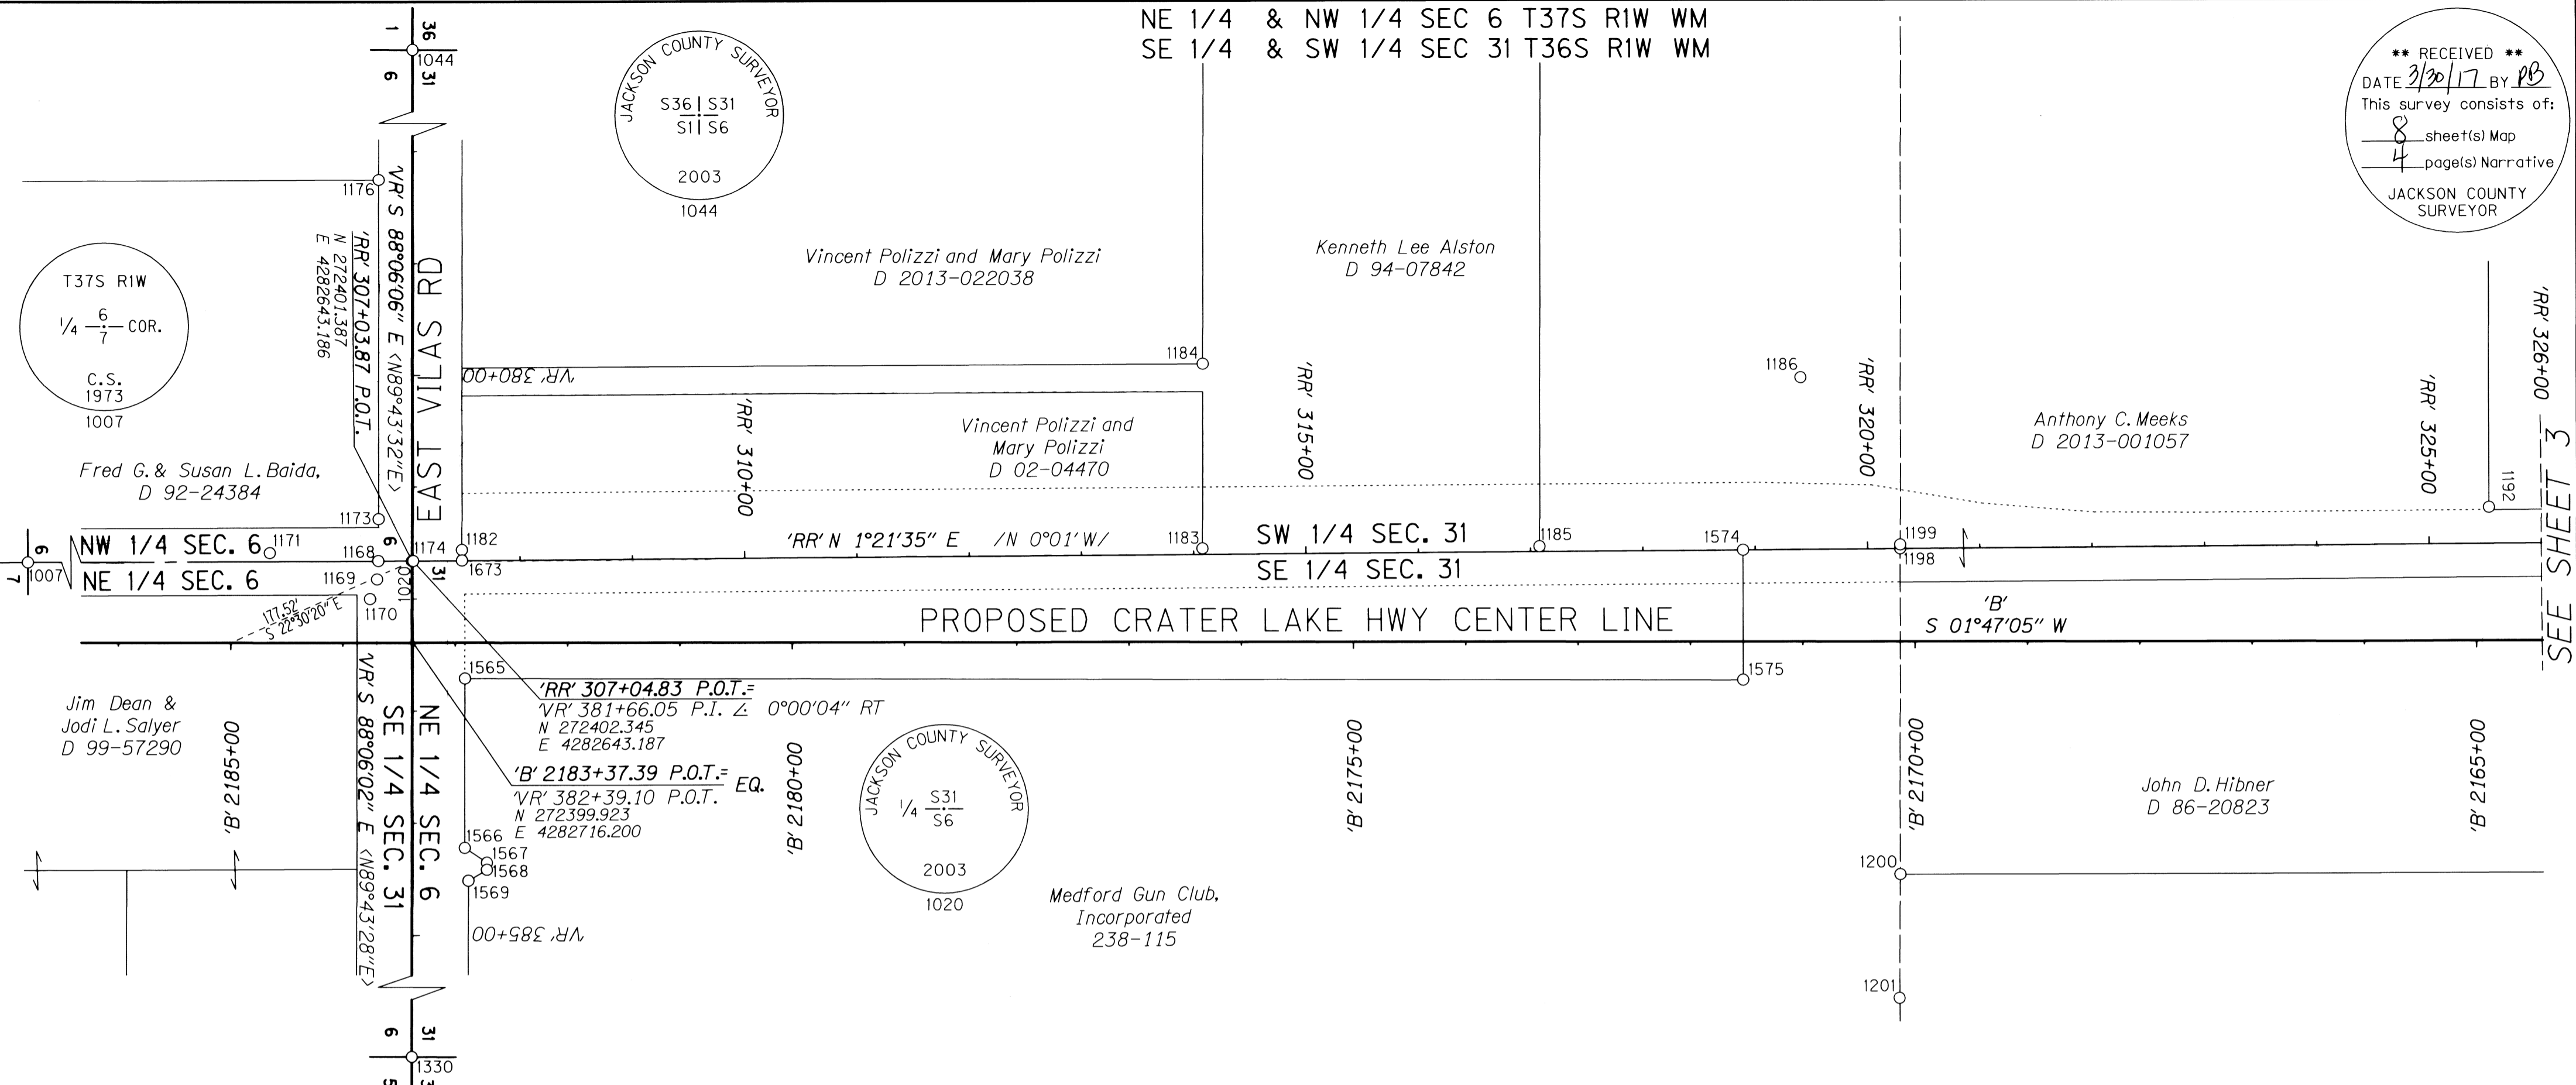 NE 1/4 & NW 1/4 SEC 6 T37S R1W WM
SE 1/4 & SW 1/4 SEC 31 T36S R1W WM
** RECEIVED **
DATE 3/30/17 BY PB
This survey consists of:
8 sheet(s) Map
4 page(s) Narrative
JACKSON COUNTY
SURVEYOR
1
36
1044
6
31
JACKSON COUNTY SURVEYOR
S36 | S31
S1 | S6
2003
1044
1176
T37S R1W
1/4 6 COR.
7
C.S.
1973
1007
'VR' S 88°06'06" E <N89°43'32"E>
'RR' 307+03.87 P.O.T.
N 272401.387
E 4282643.186
EAST VILAS RD
Vincent Polizzi and Mary Polizzi
D 2013-022038
Kenneth Lee Alston
D 94-07842
1184
'VR' 380+00
1186
'RR' 310+00
Vincent Polizzi and
Mary Polizzi
D 02-04470
'RR' 315+00
'RR' 320+00
Anthony C. Meeks
D 2013-001057
'RR' 325+00
'RR' 326+00
SEE SHEET 3
Fred G. & Susan L. Baida,
D 92-24384
1173
1192
6
7
1007
NW 1/4 SEC. 6
1171
1168
6
1174
1182
'RR' N 1°21'35" E /N 0°01' W/
1183
SW 1/4 SEC. 31
1185
1574
1199
1198
NE 1/4 SEC. 6
1169
1020
31
1673
SE 1/4 SEC. 31
1170
177.52'
S 22°30'20" E
PROPOSED CRATER LAKE HWY CENTER LINE
'B'
S 01°47'05" W
1565
1575
'RR' 307+04.83 P.O.T.=
'VR' 381+66.05 P.I. ∠ 0°00'04" RT
N 272402.345
E 4282643.187
Jim Dean &
Jodi L. Salyer
D 99-57290
'B' 2185+00
'VR' S 88°06'02" E <N89°43'28"E>
SE 1/4 SEC. 31
NE 1/4 SEC. 6
'B' 2183+37.39 P.O.T.= EQ.
'VR' 382+39.10 P.O.T.
N 272399.923
E 4282716.200
'B' 2180+00
JACKSON COUNTY SURVEYOR
1/4 S31
S6
2003
1020
'B' 2175+00
'B' 2170+00
John D. Hibner
D 86-20823
'B' 2165+00
1566
1567
1568
1569
1200
Medford Gun Club,
Incorporated
238-115
'VR' 385+00
1201
6
31
1330
5